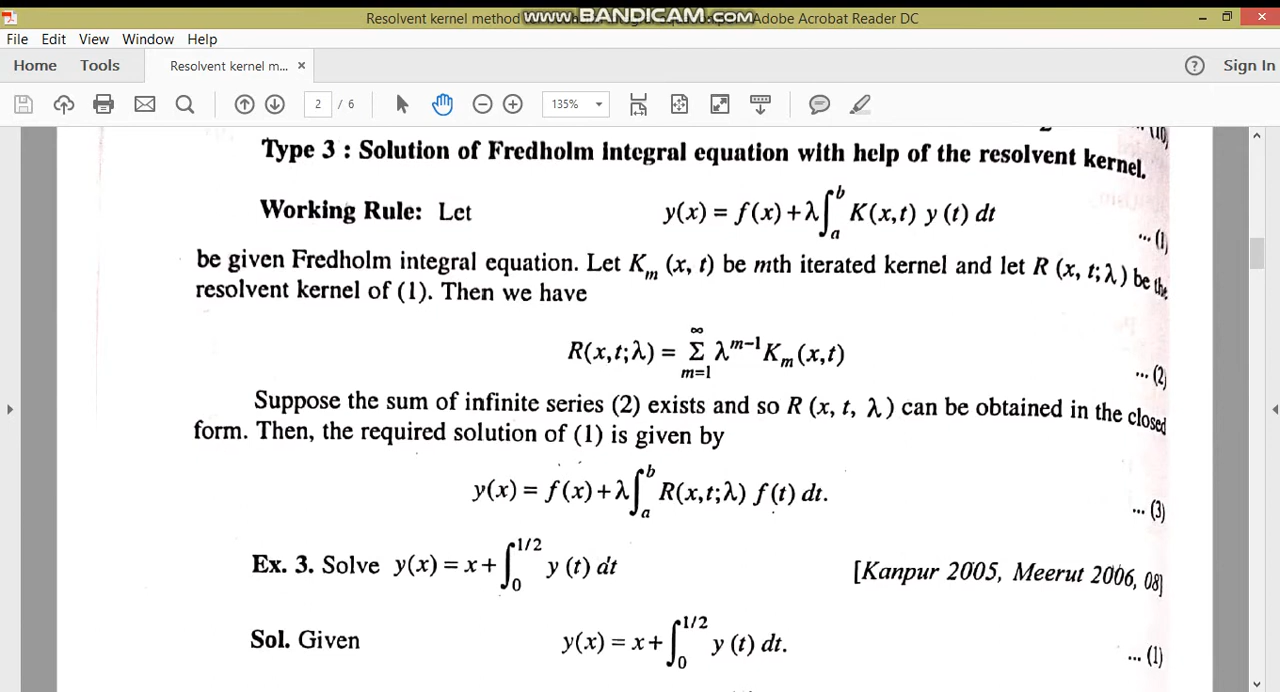 Resolvent kernel method www.BANDICAM.com Adobe Acrobat Reader DC
File Edit View Window Help
Home Tools Resolvent kernel m... × ? Sign In
2 / 6 135%
Type 3 : Solution of Fredholm integral equation with help of the resolvent kernel.
Working Rule: Let y(x) = f(x) + λ∫_a^b K(x,t) y (t) dt ... (1)
be given Fredholm integral equation. Let K_m (x, t) be mth iterated kernel and let R (x, t; λ) be the
resolvent kernel of (1). Then we have
R(x,t;λ) = Σ_{m=1}^∞ λ^{m−1} K_m (x,t) ... (2)
Suppose the sum of infinite series (2) exists and so R (x, t, λ) can be obtained in the closed
form. Then, the required solution of (1) is given by
y(x) = f(x) + λ∫_a^b R(x,t;λ) f(t) dt. ... (3)
Ex. 3. Solve y(x) = x + ∫_0^{1/2} y (t) dt [Kanpur 2005, Meerut 2006, 08]
Sol. Given y(x) = x + ∫_0^{1/2} y (t) dt. ... (1)